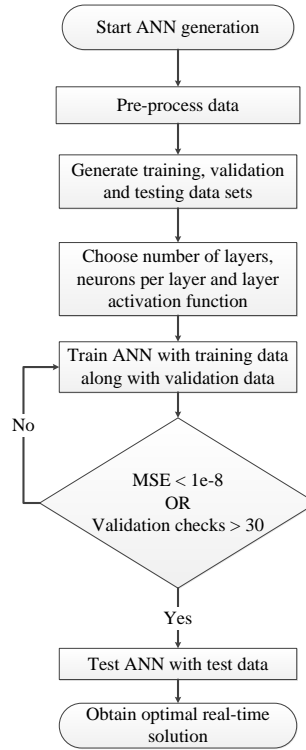 Start ANN generation
Pre-process data
Generate training, validation
and testing data sets
Choose number of layers,
neurons per layer and layer
activation function
Train ANN with training data
along with validation data
No
MSE < 1e-8
OR
Validation checks > 30
Yes
Test ANN with test data
Obtain optimal real-time
solution